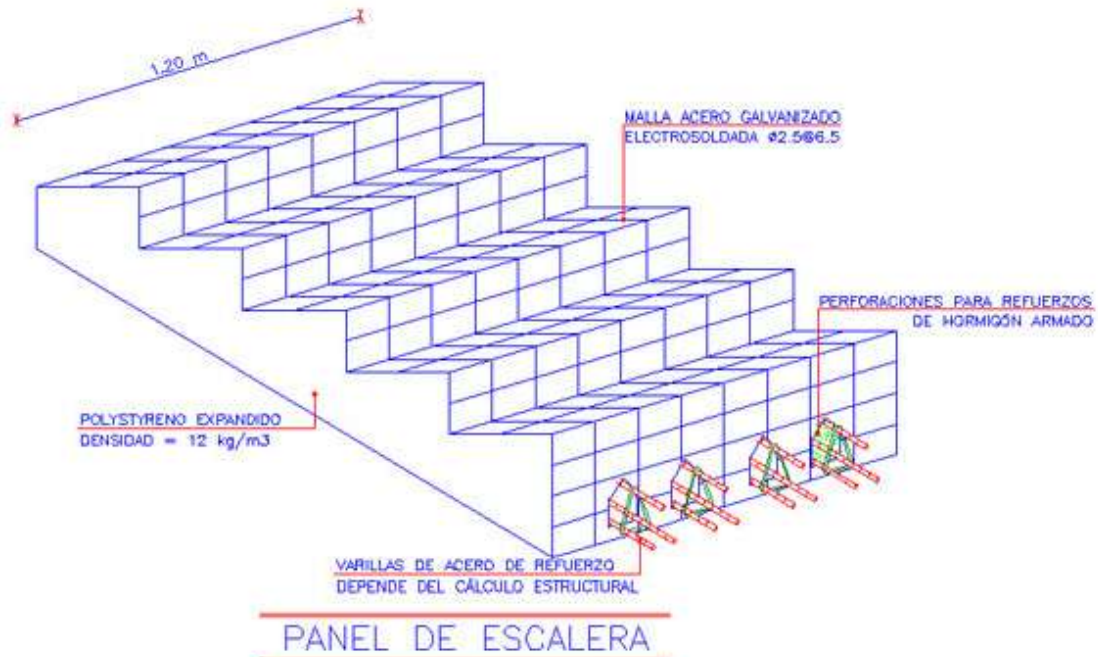 1.20 m
MALLA ACERO GALVANIZADO
ELECTROSOLDADA Ø2.5@6.5
PERFORACIONES PARA REFUERZOS
DE HORMIGÓN ARMADO
POLYSTYRENO EXPANDIDO
DENSIDAD = 12 kg/m3
VARILLAS DE ACERO DE REFUERZO
DEPENDE DEL CÁLCULO ESTRUCTURAL
PANEL DE ESCALERA